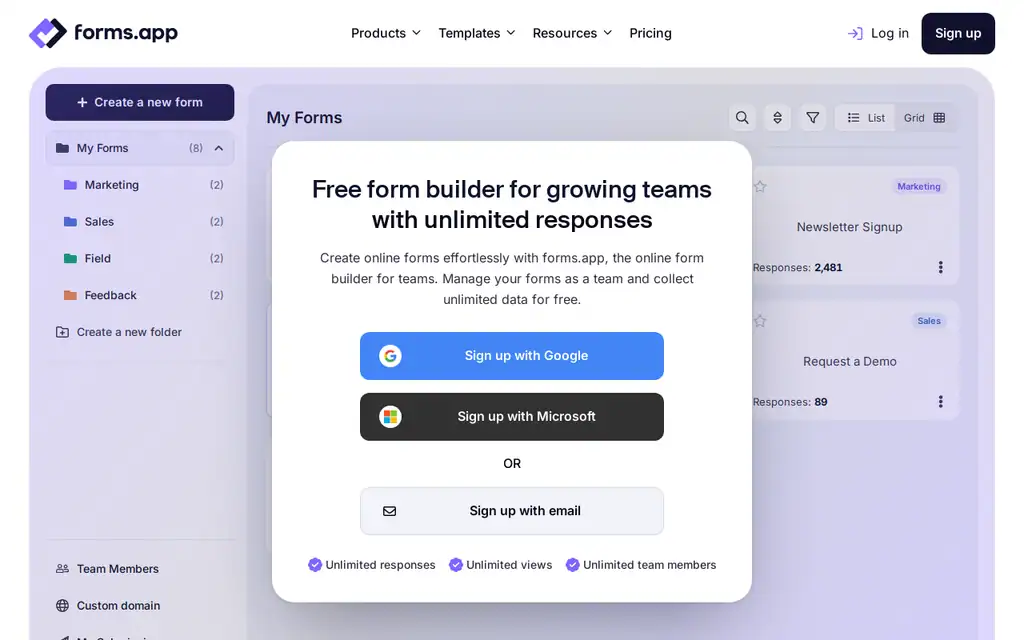 forms.app
Products
Templates
Resources
Pricing
Log in
Sign up
Create a new form
My Forms (8)
Marketing (2)
Sales (2)
Field (2)
Feedback (2)
Create a new folder
Team Members
Custom domain
My Forms
List
Grid
Free form builder for growing teams
with unlimited responses
Create online forms effortlessly with forms.app, the online form
builder for teams. Manage your forms as a team and collect
unlimited data for free.
Sign up with Google
Sign up with Microsoft
OR
Sign up with email
Unlimited responses
Unlimited views
Unlimited team members
Marketing
Newsletter Signup
Responses: 2,481
Sales
Request a Demo
Responses: 89